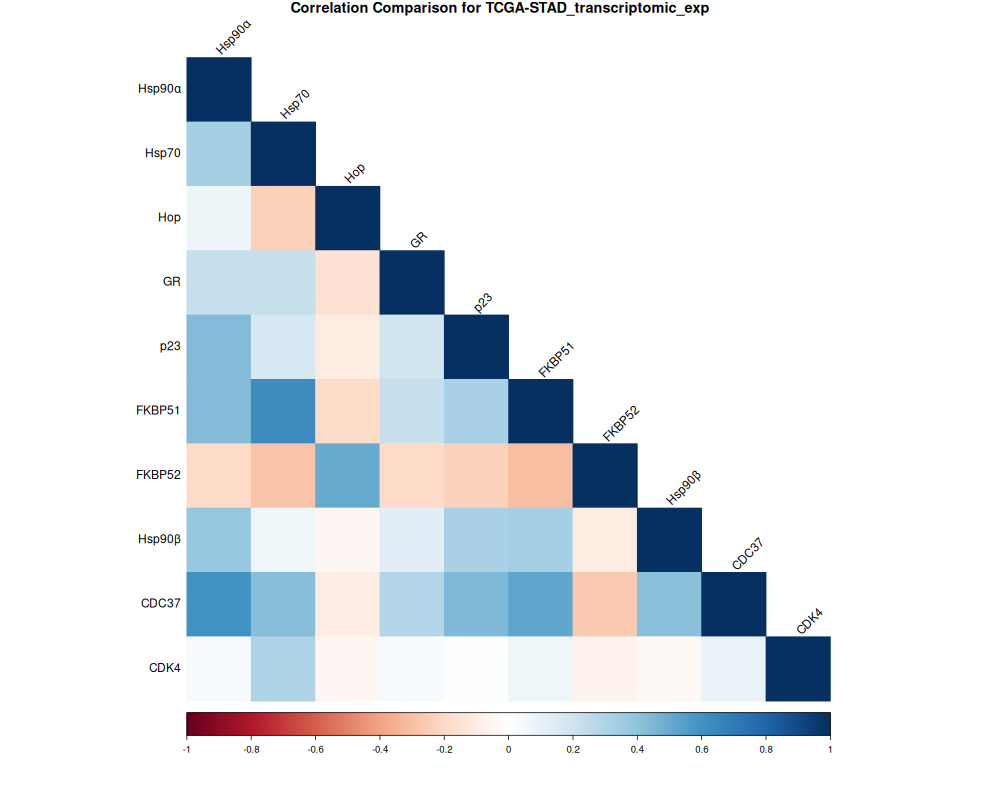 Correlation Comparison for TCGA-STAD_transcriptomic_exp
Hsp90α
Hsp90α
Hsp70
Hsp70
Hop
Hop
GR
GR
p23
p23
FKBP51
FKBP51
FKBP52
FKBP52
Hsp90β
Hsp90β
CDC37
CDC37
CDK4
CDK4
-1 -0.8 -0.6 -0.4 -0.2 0 0.2 0.4 0.6 0.8 1